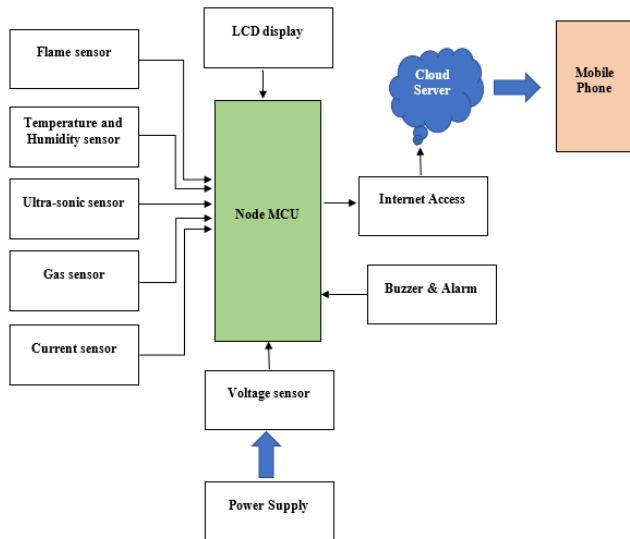 LCD display
Flame sensor
Cloud
Server
Mobile
Phone
Temperature and
Humidity sensor
Ultra-sonic sensor
Node MCU
Internet Access
Gas sensor
Buzzer & Alarm
Current sensor
Voltage sensor
Power Supply